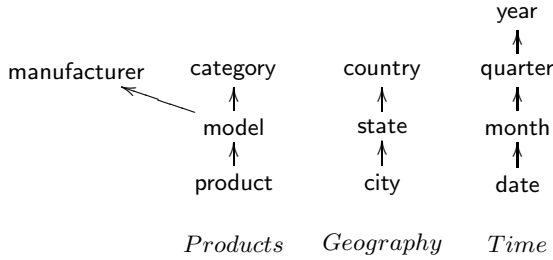 year
manufacturer category country quarter
model state month
product city date
Products Geography Time